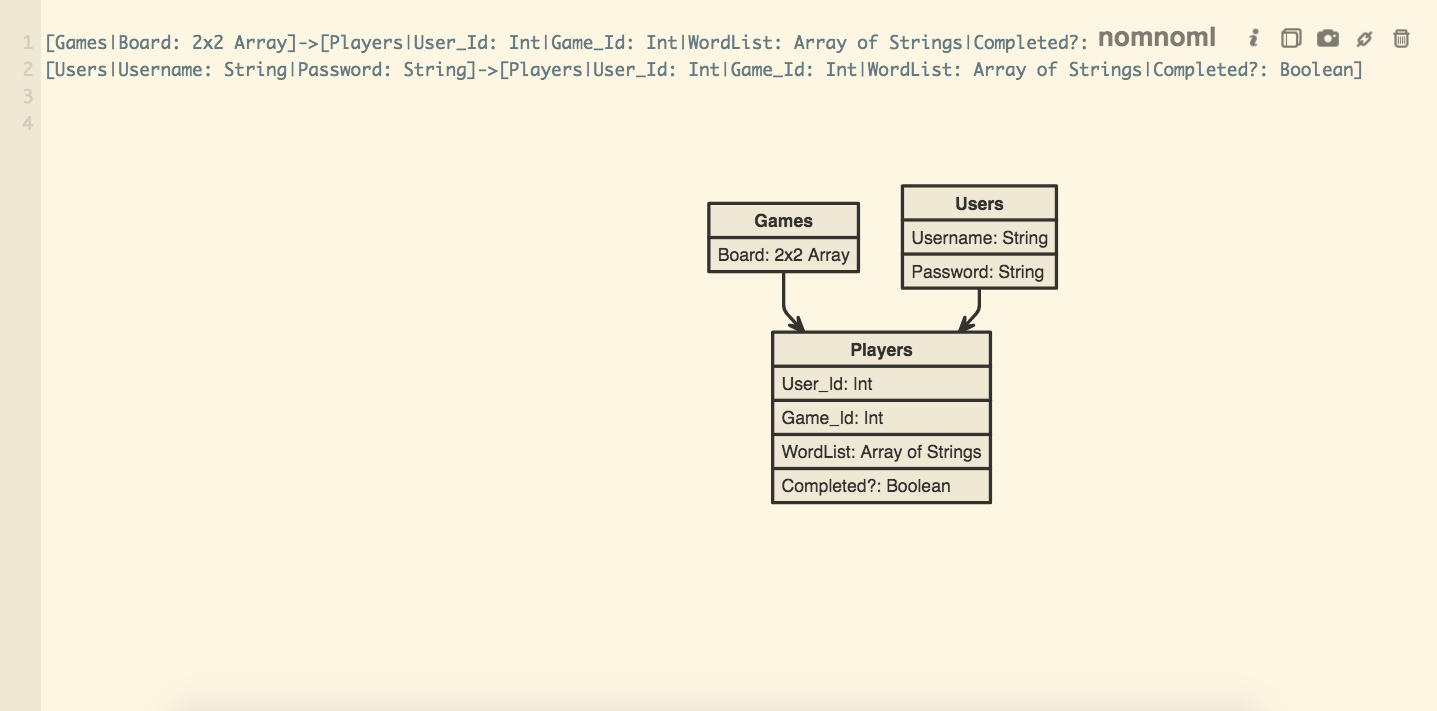 1 [Games|Board: 2x2 Array]->[Players|User_Id: Int|Game_Id: Int|WordList: Array of Strings|Completed?: nomnoml
2 [Users|Username: String|Password: String]->[Players|User_Id: Int|Game_Id: Int|WordList: Array of Strings|Completed?: Boolean]
3
4
Games
Board: 2x2 Array
Users
Username: String
Password: String
Players
User_Id: Int
Game_Id: Int
WordList: Array of Strings
Completed?: Boolean